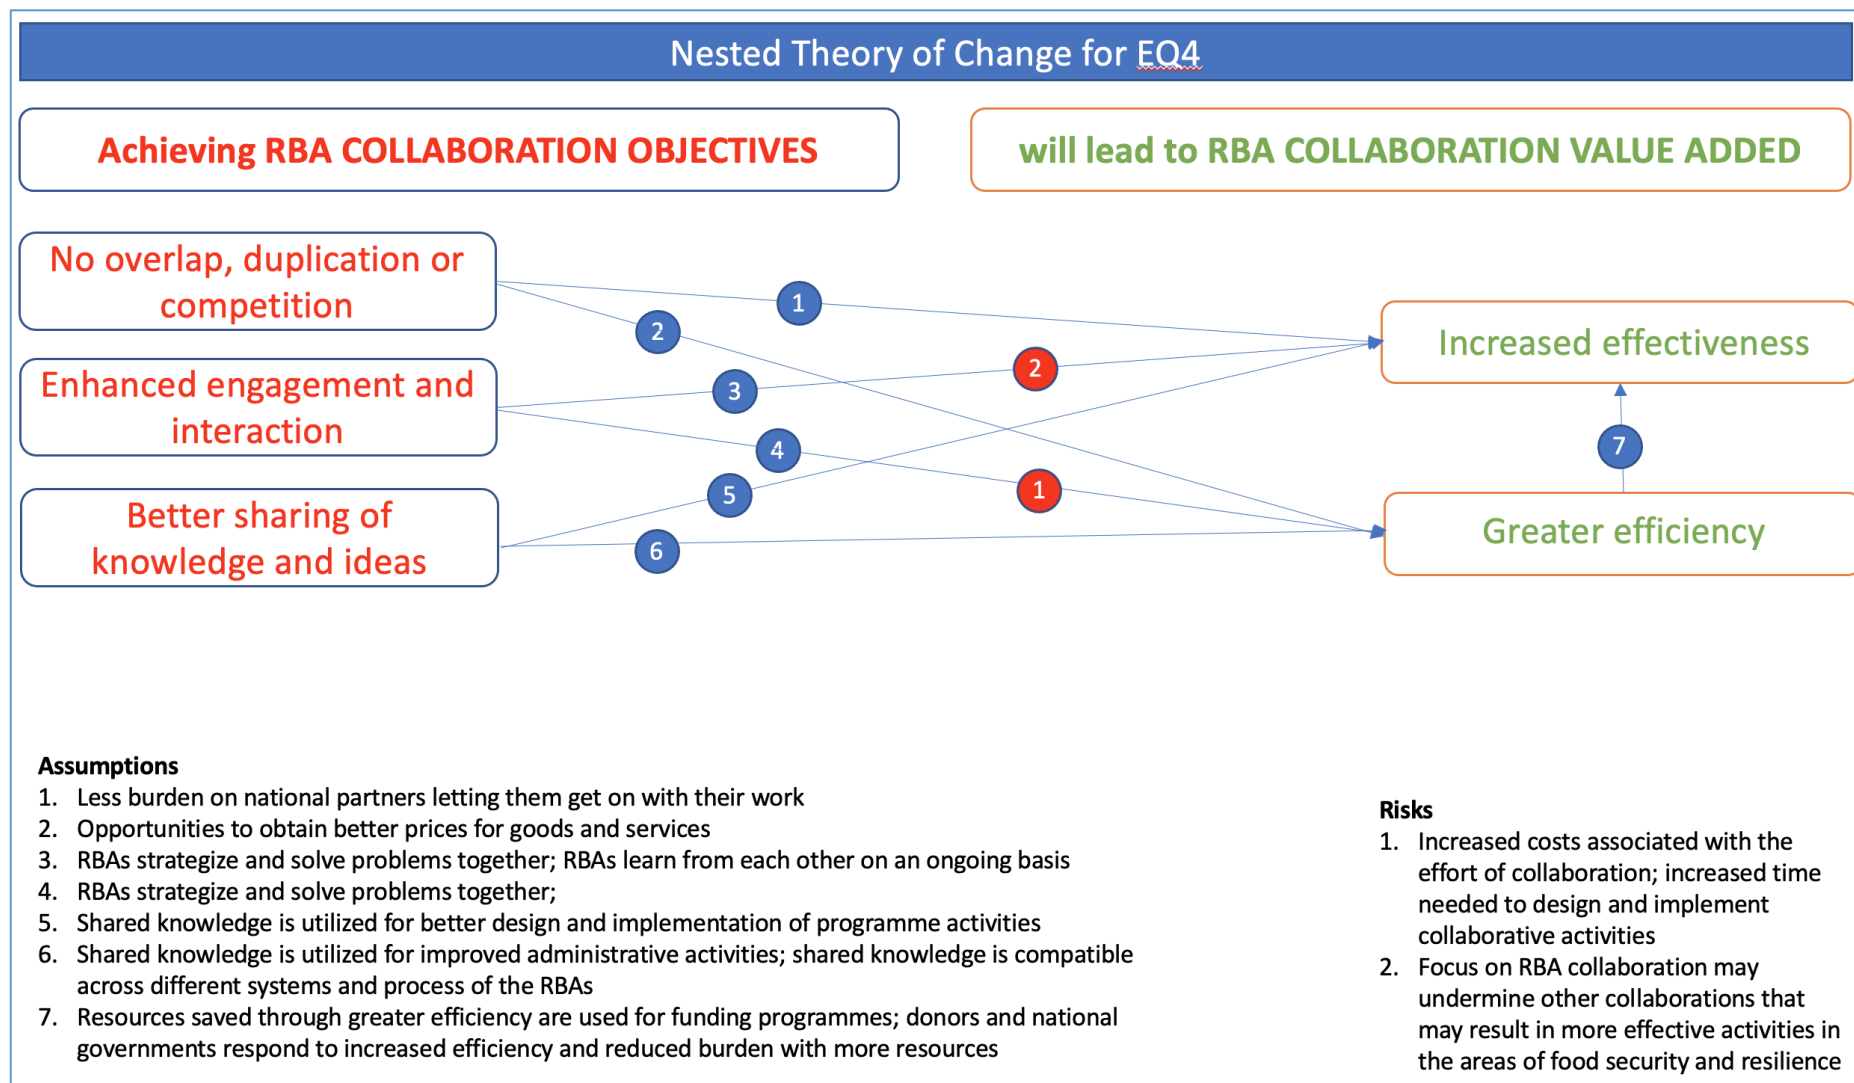 Nested Theory of Change for EQ4
Achieving RBA COLLABORATION OBJECTIVES
will lead to RBA COLLABORATION VALUE ADDED
No overlap, duplication or
competition
Enhanced engagement and
interaction
Better sharing of
knowledge and ideas
1
2
3
2
4
5
1
6
7
Increased effectiveness
Greater efficiency
Assumptions
1. Less burden on national partners letting them get on with their work
2. Opportunities to obtain better prices for goods and services
3. RBAs strategize and solve problems together; RBAs learn from each other on an ongoing basis
4. RBAs strategize and solve problems together;
5. Shared knowledge is utilized for better design and implementation of programme activities
6. Shared knowledge is utilized for improved administrative activities; shared knowledge is compatible
across different systems and process of the RBAs
7. Resources saved through greater efficiency are used for funding programmes; donors and national
governments respond to increased efficiency and reduced burden with more resources
Risks
1. Increased costs associated with the
effort of collaboration; increased time
needed to design and implement
collaborative activities
2. Focus on RBA collaboration may
undermine other collaborations that
may result in more effective activities in
the areas of food security and resilience